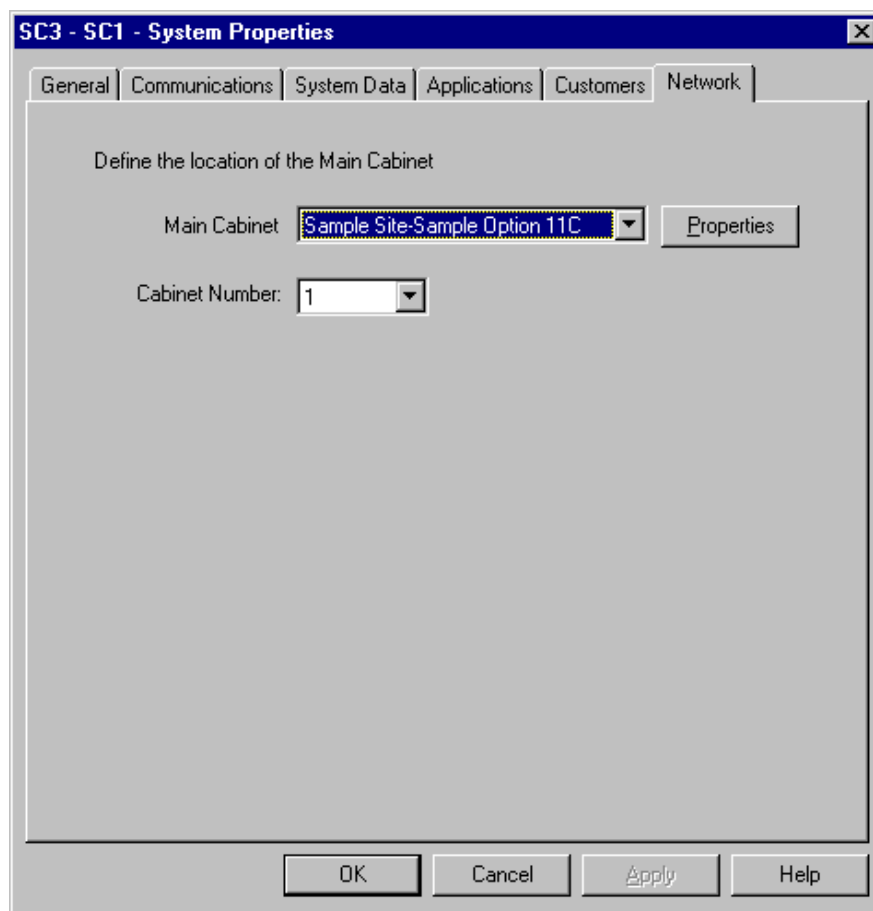 SC3 - SC1 - System Properties
General Communications System Data Applications Customers Network
Define the location of the Main Cabinet
Main Cabinet Sample Site-Sample Option 11C Properties
Cabinet Number: 1
OK Cancel Apply Help